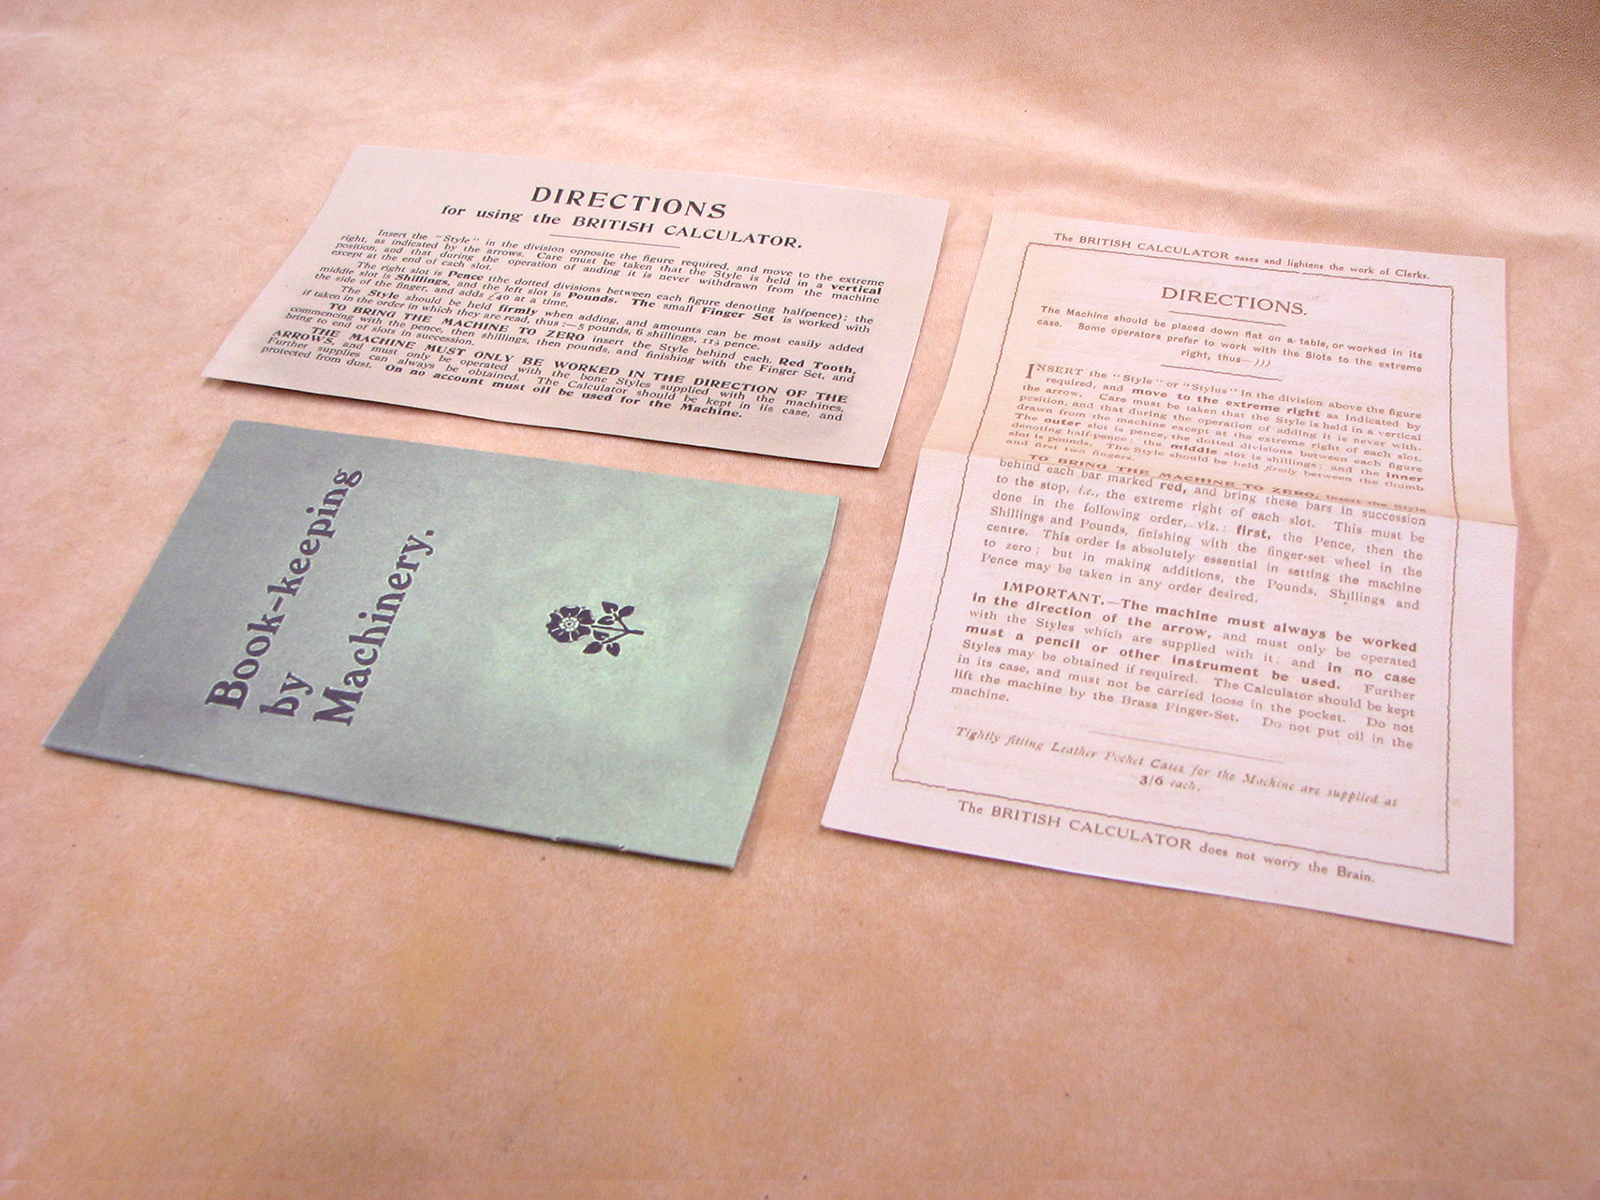 DIRECTIONS
for using the BRITISH CALCULATOR.
Insert the "Style" in the division opposite the figure required, and move to the extreme
right, as indicated by the arrows. Care must be taken that the Style is held in a vertical
position, and that during the operation of adding it is never withdrawn from the machine
except at the end of each slot.
The right slot is Pence (the dotted divisions between each figure denoting halfpence); the
middle slot is Shillings, and the left slot is Pounds. The small Finger Set is worked with
the side of the finger, and adds £40 at a time.
The Style should be held firmly when adding, and amounts can be most easily added
if taken in the order in which they are read, thus:—5 pounds, 6 shillings, 11½ pence.
TO BRING THE MACHINE TO ZERO insert the Style behind each Red Tooth,
commencing with the pence, then shillings, then pounds, and finishing with the Finger Set, and
bring to end of slots in succession.
THE MACHINE MUST ONLY BE WORKED IN THE DIRECTION OF THE
ARROWS, and must only be operated with the bone Styles supplied with the machines.
Further supplies can always be obtained. The Calculator should be kept in its case, and
protected from dust. On no account must oil be used for the Machine.
Book-keeping
by
Machinery.
The BRITISH CALCULATOR eases and lightens the work of Clerks.
DIRECTIONS.
The Machine should be placed down flat on a table, or worked in its
case. Some operators prefer to work with the Slots to the extreme
right, thus—)))
INSERT the "Style" or "Stylus" in the division above the figure
required, and move to the extreme right as indicated by
the arrow. Care must be taken that the Style is held in a vertical
position, and that during the operation of adding it is never with-
drawn from the machine except at the extreme right of each slot.
The outer slot is pence, the dotted divisions between each figure
denoting half-pence; the middle slot is shillings; and the inner
slot is pounds. The Style should be held firmly between the thumb
and first two fingers.
TO BRING THE MACHINE TO ZERO, insert the Style
behind each bar marked red, and bring these bars in succession
to the stop, i.e., the extreme right of each slot. This must be
done in the following order, viz.: first, the Pence, then the
Shillings and Pounds, finishing with the finger-set wheel in the
centre. This order is absolutely essential in setting the machine
to zero; but in making additions, the Pounds, Shillings and
Pence may be taken in any order desired.
IMPORTANT.—The machine must always be worked
in the direction of the arrow, and must only be operated
with the Styles which are supplied with it; and in no case
must a pencil or other instrument be used. Further
Styles may be obtained if required. The Calculator should be kept
in its case, and must not be carried loose in the pocket. Do not
lift the machine by the Brass Finger-Set. Do not put oil in the
machine.
Tightly fitting Leather Pocket Cases for the Machine are supplied at
3/6 each.
The BRITISH CALCULATOR does not worry the Brain.